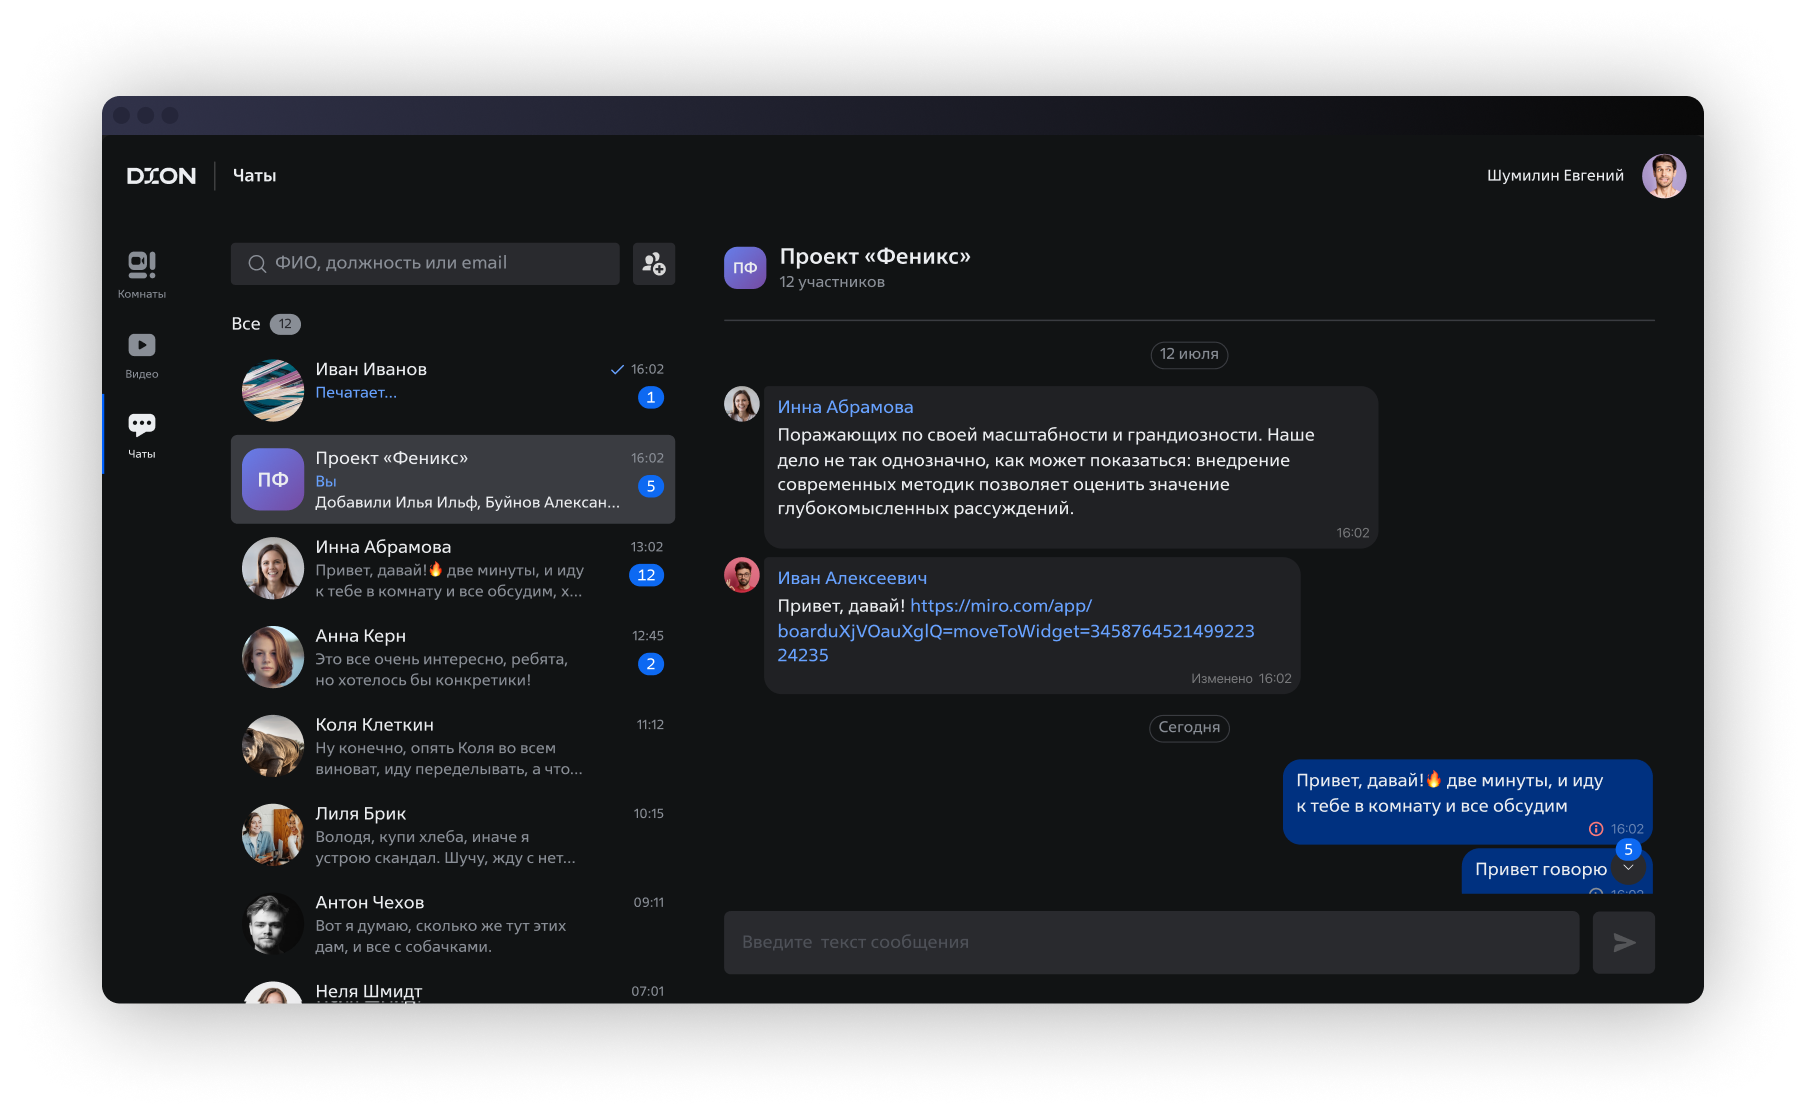 DION
Чаты
Шумилин Евгений
Комнаты
Видео
Чаты
ФИО, должность или email
Все 12
Иван Иванов 16:02
Печатает... 1
ПФ
Проект «Феникс» 16:02
Вы 5
Добавили Илья Ильф, Буйнов Алексан...
Инна Абрамова 13:02
Привет, давай!🔥 две минуты, и иду 12
к тебе в комнату и все обсудим, х...
Анна Керн 12:45
Это все очень интересно, ребята, 2
но хотелось бы конкретики!
Коля Клеткин 11:12
Ну конечно, опять Коля во всем
виноват, иду переделывать, а что...
Лиля Брик 10:15
Володя, купи хлеба, иначе я
устрою скандал. Шучу, жду с нет...
Антон Чехов 09:11
Вот я думаю, сколько же тут этих
дам, и все с собачками.
Неля Шмидт 07:01
ПФ
Проект «Феникс»
12 участников
12 июля
Инна Абрамова
Поражающих по своей масштабности и грандиозности. Наше
дело не так однозначно, как может показаться: внедрение
современных методик позволяет оценить значение
глубокомысленных рассуждений.
16:02
Иван Алексеевич
Привет, давай! https://miro.com/app/
boarduXjVOauXglQ=moveToWidget=3458764521499223
24235
Изменено 16:02
Сегодня
Привет, давай!🔥 две минуты, и иду
к тебе в комнату и все обсудим
16:02
5
Привет говорю
16:02
Введите текст сообщения